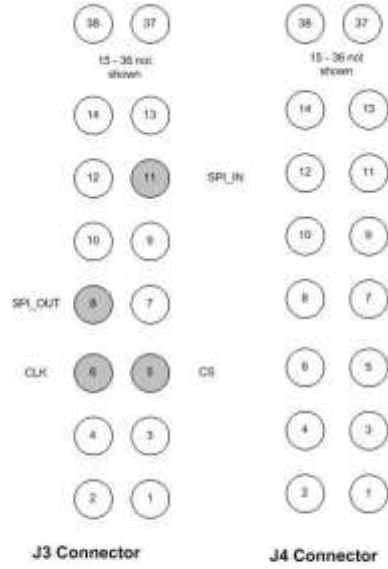 38 37 38 37
15 - 36 not
shown
15 - 36 not
shown
14 13 14 13
12 11 SPI_IN 12 11
10 9 10 9
SPI_OUT 8 7 8 7
CLK 6 5 CS 6 5
4 3 4 3
2 1 2 1
J3 Connector J4 Connector